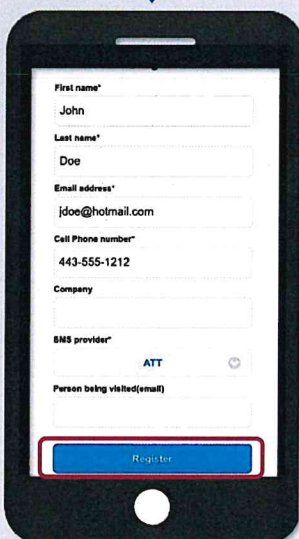 First name*
John
Last name*
Doe
Email address*
jdoe@hotmail.com
Cell Phone number*
443-555-1212
Company
SMS provider*
ATT
Person being visited(email)
Register